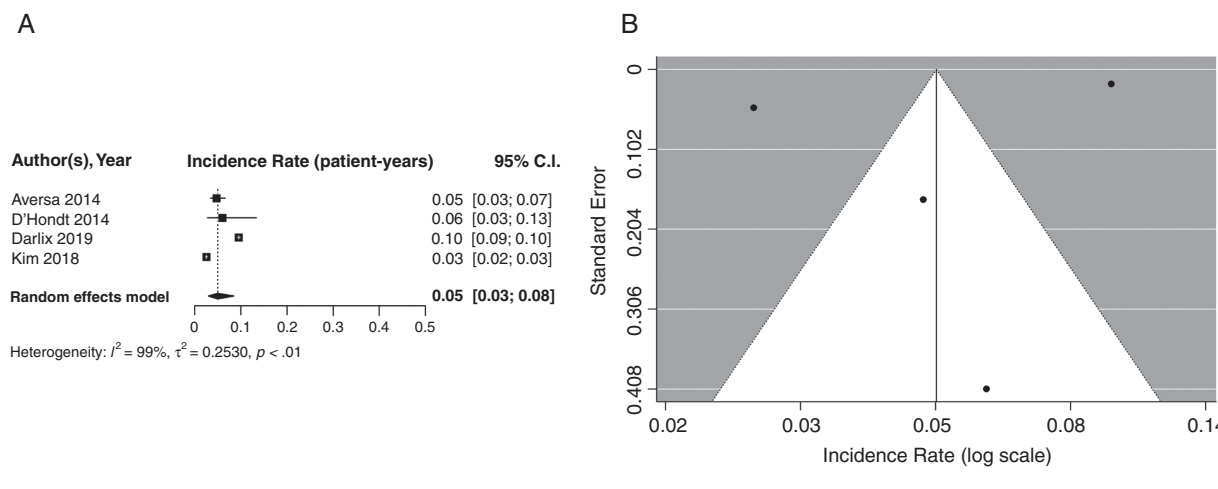 A
Author(s), Year Incidence Rate (patient-years) 95% C.I.
Aversa 2014 0.05 [0.03; 0.07]
D'Hondt 2014 0.06 [0.03; 0.13]
Darlix 2019 0.10 [0.09; 0.10]
Kim 2018 0.03 [0.02; 0.03]
Random effects model 0.05 [0.03; 0.08]
0 0.1 0.2 0.3 0.4 0.5
Heterogeneity: I² = 99%, τ² = 0.2530, p < .01
B
Standard Error
0
0.102
0.204
0.306
0.408
0.02 0.03 0.05 0.08 0.14
Incidence Rate (log scale)